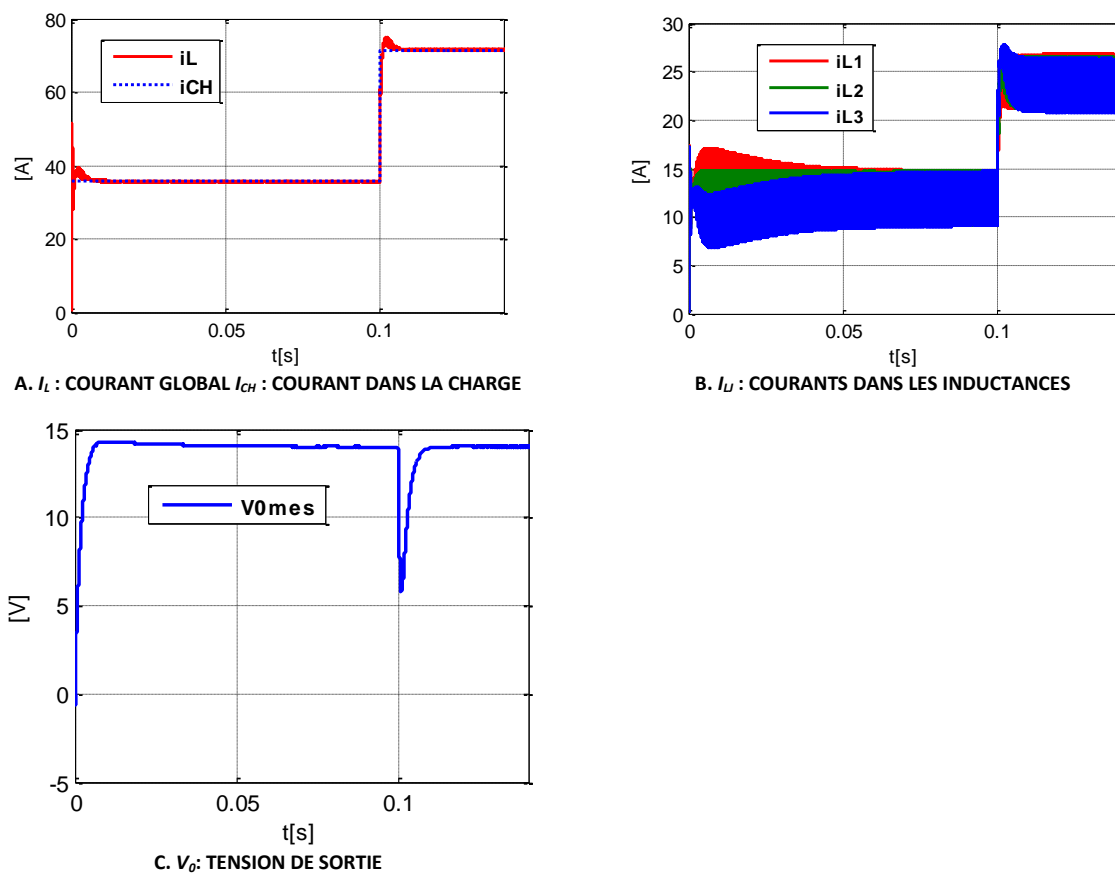 80
60
40
20
0
[A]
iL
iCH
0
0.05
0.1
t[s]
A. IL : COURANT GLOBAL ICH : COURANT DANS LA CHARGE
30
25
20
15
10
5
0
[A]
iL1
iL2
iL3
0
0.05
0.1
t[s]
B. ILJ : COURANTS DANS LES INDUCTANCES
15
10
5
0
-5
[V]
V0mes
0
0.05
0.1
t[s]
C. V0: TENSION DE SORTIE